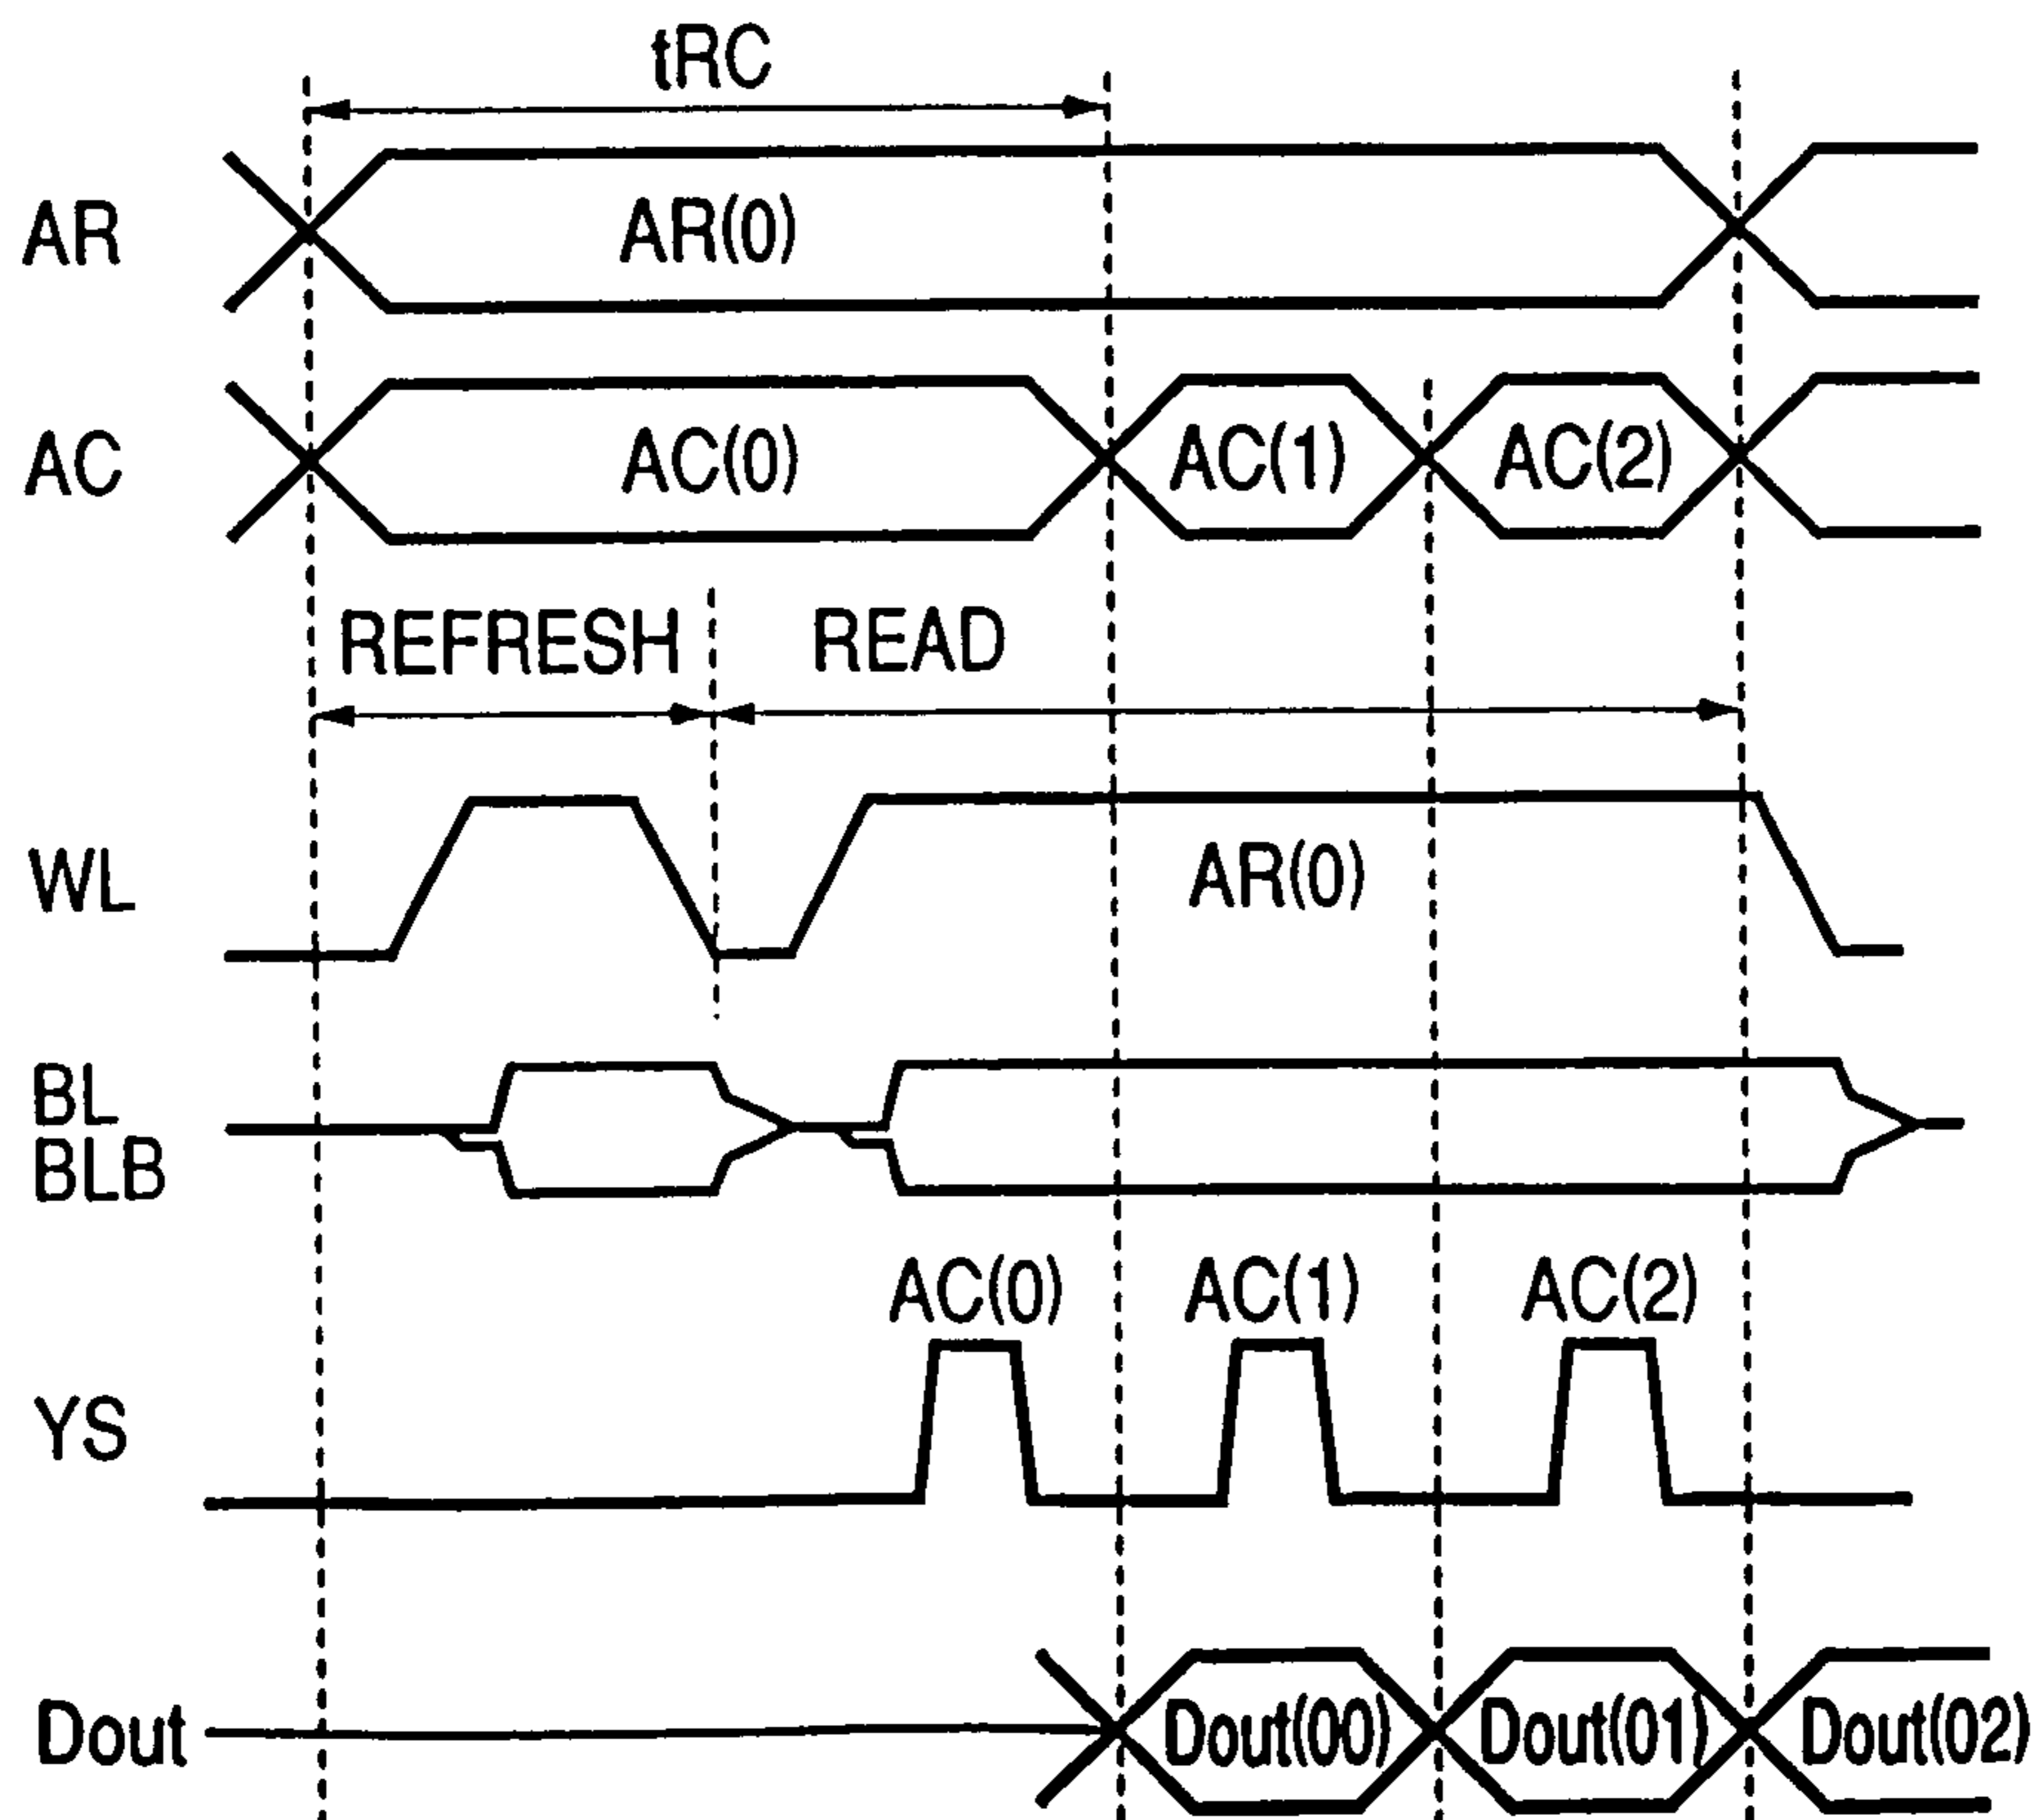 tRC
AR AR(0)
AC AC(0) AC(1) AC(2)
REFRESH READ
WL AR(0)
BL
BLB
AC(0) AC(1) AC(2)
YS
Dout Dout(00) Dout(01) Dout(02)